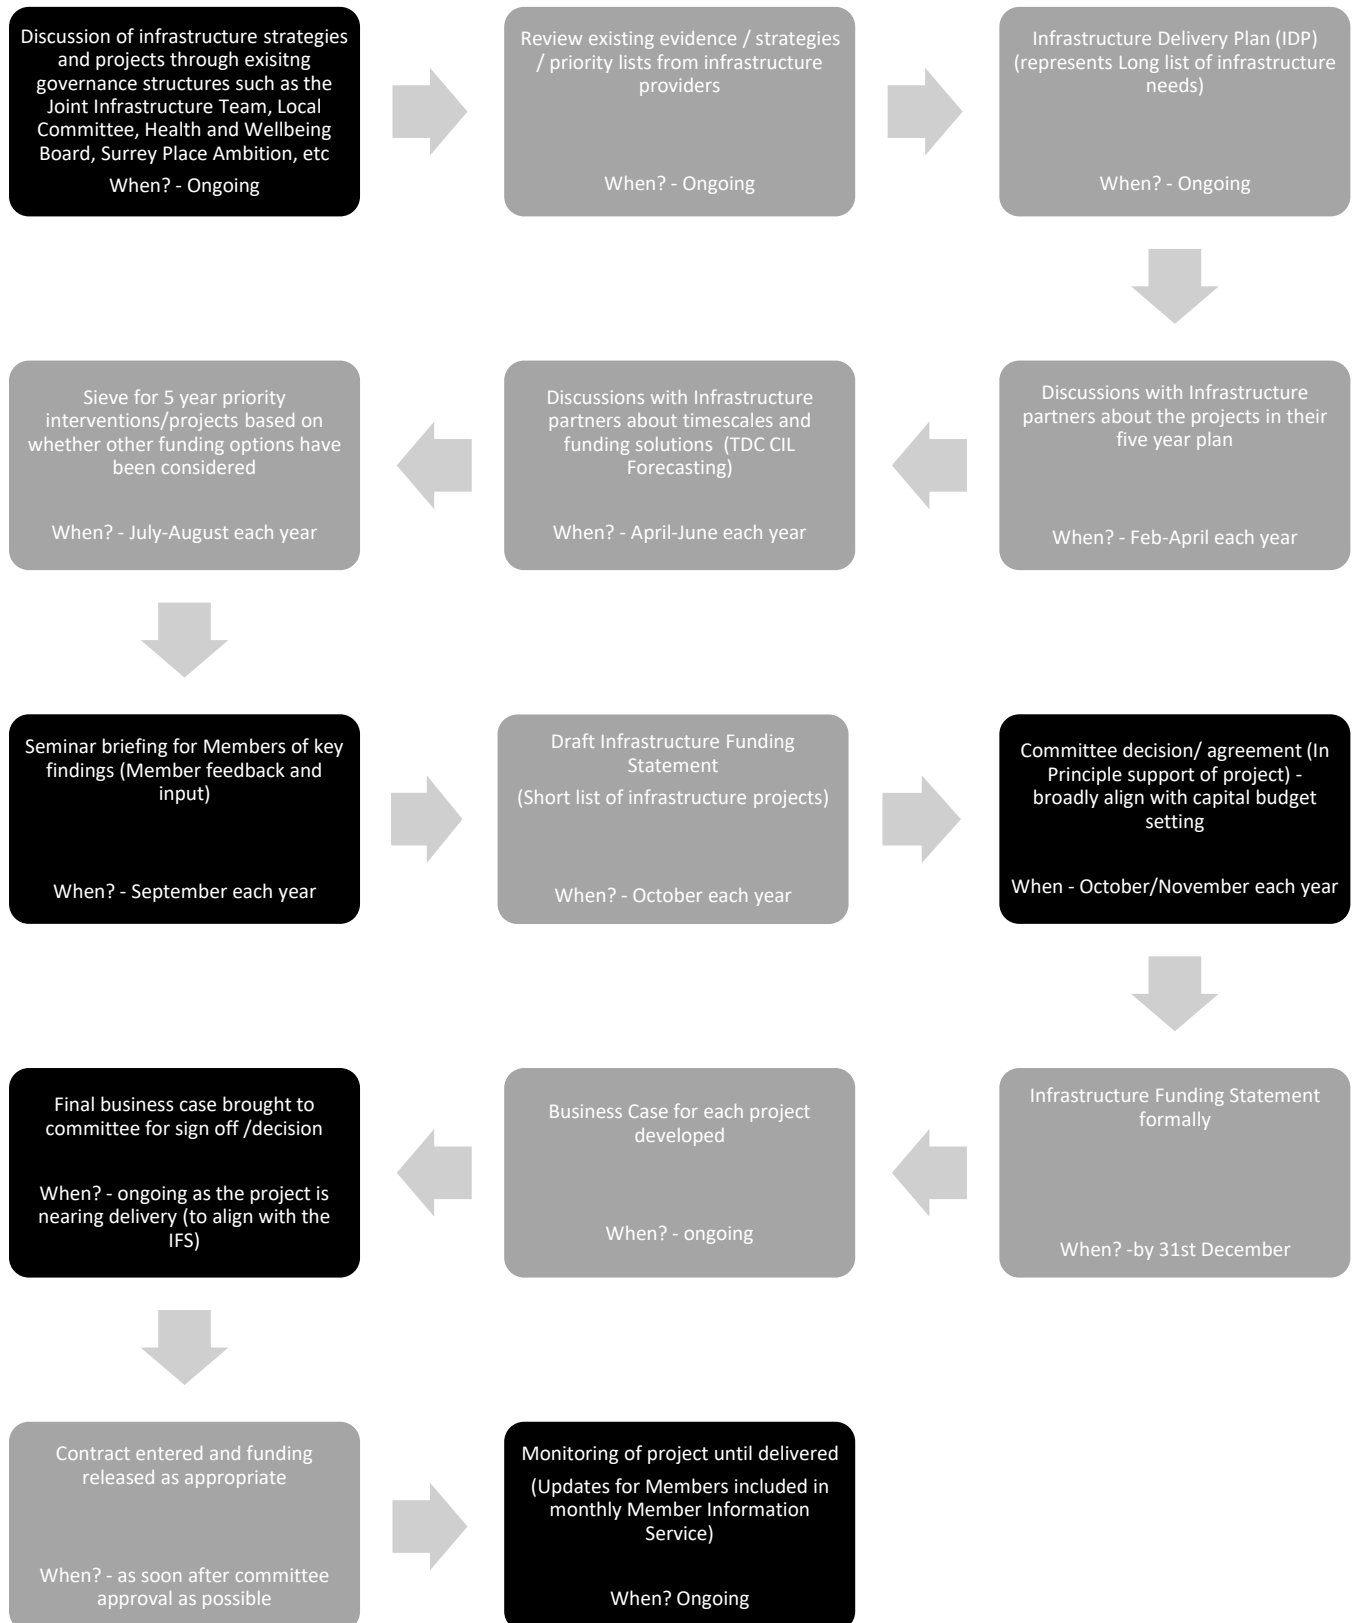 Discussion of infrastructure strategies
and projects through exisitng
governance structures such as the
Joint Infrastructure Team, Local
Committee, Health and Wellbeing
Board, Surrey Place Ambition, etc
When? - Ongoing
Review existing evidence / strategies
/ priority lists from infrastructure
providers
When? - Ongoing
Infrastructure Delivery Plan (IDP)
(represents Long list of infrastructure
needs)
When? - Ongoing
Discussions with Infrastructure
partners about the projects in their
five year plan
When? - Feb-April each year
Discussions with Infrastructure
partners about timescales and
funding solutions (TDC CIL
Forecasting)
When? - April-June each year
Sieve for 5 year priority
interventions/projects based on
whether other funding options have
been considered
When? - July-August each year
Seminar briefing for Members of key
findings (Member feedback and
input)
When? - September each year
Draft Infrastructure Funding
Statement
(Short list of infrastructure projects)
When? - October each year
Committee decision/ agreement (In
Principle support of project) -
broadly align with capital budget
setting
When - October/November each year
Infrastructure Funding Statement
formally
When? -by 31st December
Business Case for each project
developed
When? - ongoing
Final business case brought to
committee for sign off /decision
When? - ongoing as the project is
nearing delivery (to align with the
IFS)
Contract entered and funding
released as appropriate
When? - as soon after committee
approval as possible
Monitoring of project until delivered
(Updates for Members included in
monthly Member Information
Service)
When? Ongoing